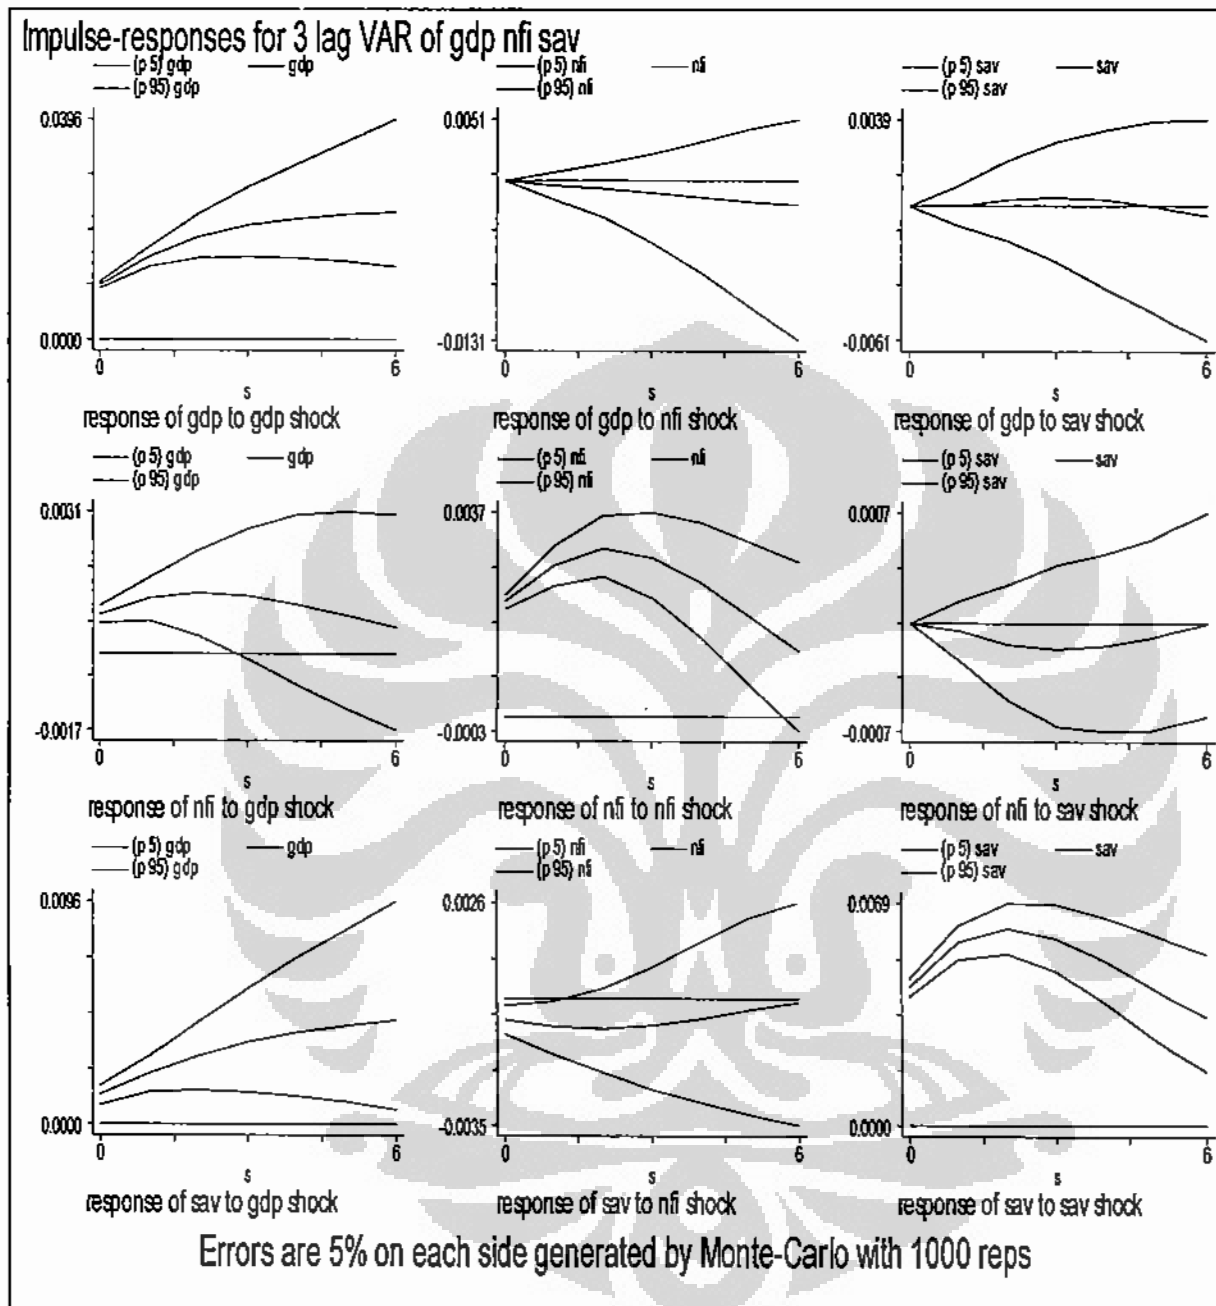 Impulse-responses for 3 lag VAR of gdp nfi sav
(p 5) gdp gdp
(p 95) gdp
0.0396
0.0000
0 6
s
response of gdp to gdp shock
(p 5) nfi nfi
(p 95) nfi
0.0051
-0.0131
0 6
s
response of gdp to nfi shock
(p 5) sav sav
(p 95) sav
0.0039
-0.0061
0 6
s
response of gdp to sav shock
(p 5) gdp gdp
(p 95) gdp
0.0031
-0.0017
0 6
s
response of nfi to gdp shock
(p 5) nfi nfi
(p 95) nfi
0.0037
-0.0003
0 6
s
response of nfi to nfi shock
(p 5) sav sav
(p 95) sav
0.0007
-0.0007
0 6
s
response of nfi to sav shock
(p 5) gdp gdp
(p 95) gdp
0.0096
0.0000
0 6
s
response of sav to gdp shock
(p 5) nfi nfi
(p 95) nfi
0.0026
-0.0035
0 6
s
response of sav to nfi shock
(p 5) sav sav
(p 95) sav
0.0069
0.0000
0 6
s
response of sav to sav shock
Errors are 5% on each side generated by Monte-Carlo with 1000 reps